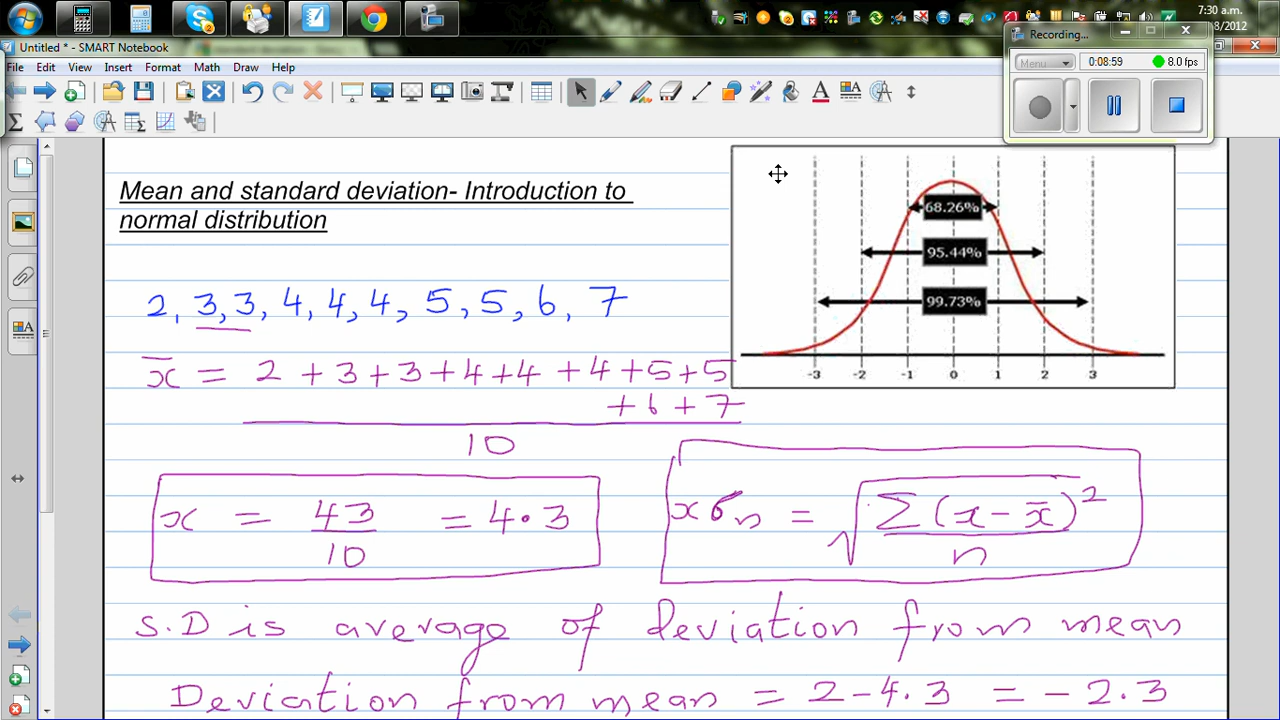 7:30 a.m.
8/2012
Untitled * - SMART Notebook
Recording...
File Edit View Insert Format Math Draw Help
Menu 0:08:59 8.0 fps
Mean and standard deviation- Introduction to
normal distribution
68.26%
95.44%
99.73%
-3 -2 -1 0 1 2 3
2, 3, 3, 4, 4, 4, 5, 5, 6, 7
x̄ = 2 + 3 + 3 + 4 + 4 + 4 + 5 + 5
+ 6 + 7
10
x = 43/10 = 4.3
xσn = √(Σ(x - x̄)²/n)
S.D is average of deviation from mean
Deviation from mean = 2 - 4.3 = - 2.3